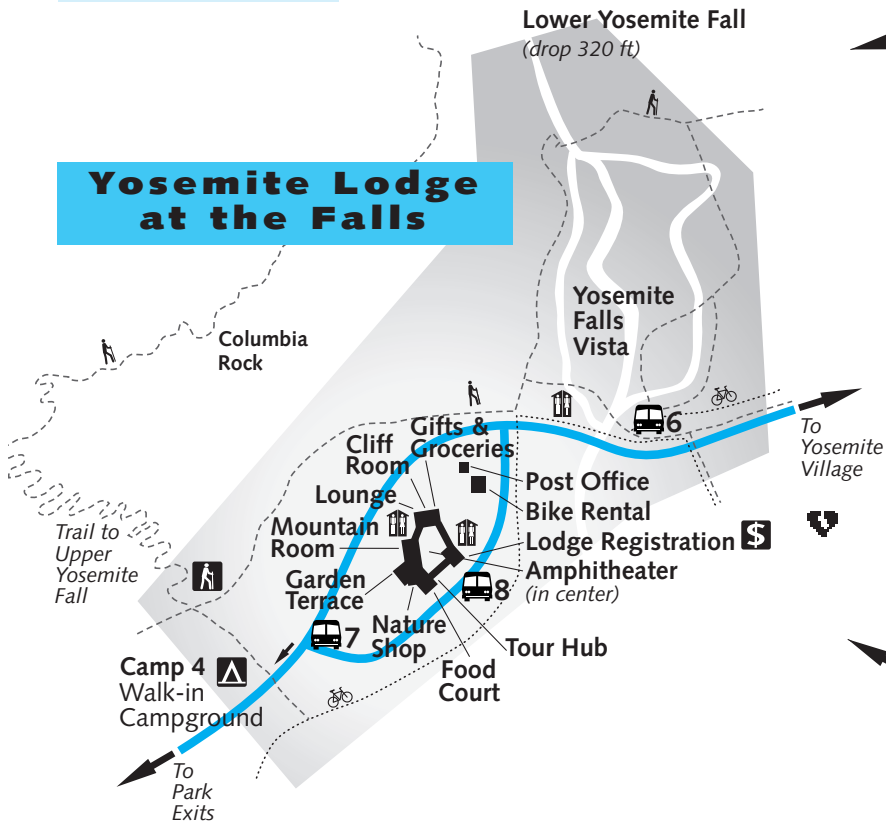 Lower Yosemite Fall
(drop 320 ft)
Yosemite Lodge
at the Falls
Yosemite
Falls
Vista
Columbia
Rock
6
To
Yosemite
Village
Gifts &
Groceries
Cliff
Room
Lounge
Mountain
Room
Garden
Terrace
Post Office
Bike Rental
Lodge Registration $
Amphitheater
(in center)
8
Trail to
Upper
Yosemite
Fall
7
Nature
Shop
Tour Hub
Food
Court
Camp 4
Walk-in
Campground
To
Park
Exits